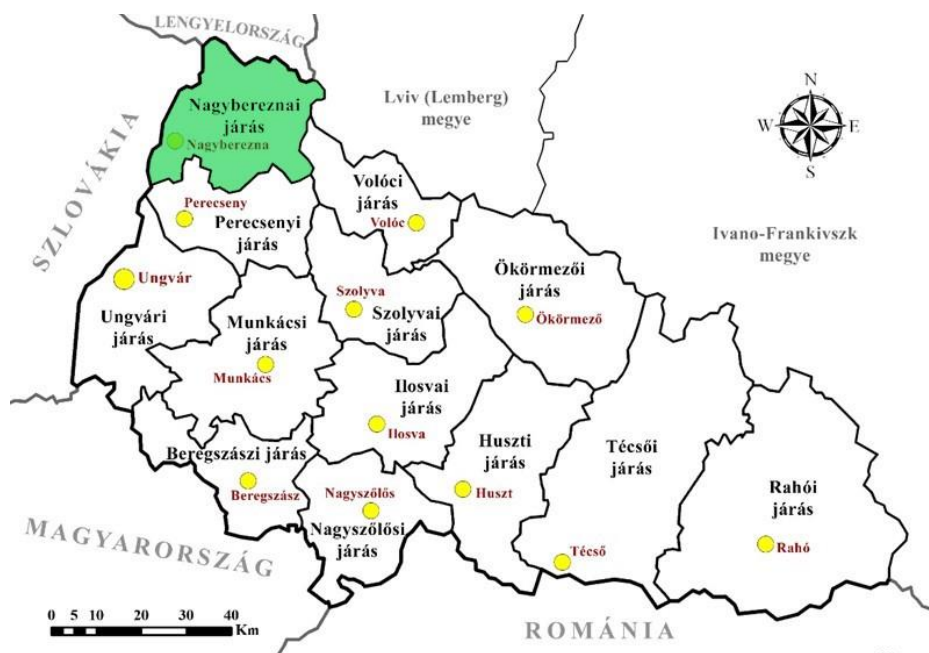 LENGYELORSZÁG
N
W E
S
Lviv (Lemberg)
megye
Nagybereznai
járás
Nagyberezna
SZLOVÁKIA
Volóci
járás
Volóc
Perecseny
Perecsenyi
járás
Ivano-Frankivszk
megye
Ungvár
Ungvári
járás
Ökörmezői
járás
Ökörmező
Szolyva
Szolyvai
járás
Munkácsi
járás
Munkács
Ilosvai
járás
Ilosva
Huszti
járás
Huszt
Técsői
járás
Técső
Beregszászi járás
Beregszász
Nagyszőlős
Nagyszőlősi
járás
Rahói
járás
Rahó
MAGYARORSZÁG
ROMÁNIA
0 5 10 20 30 40
Km